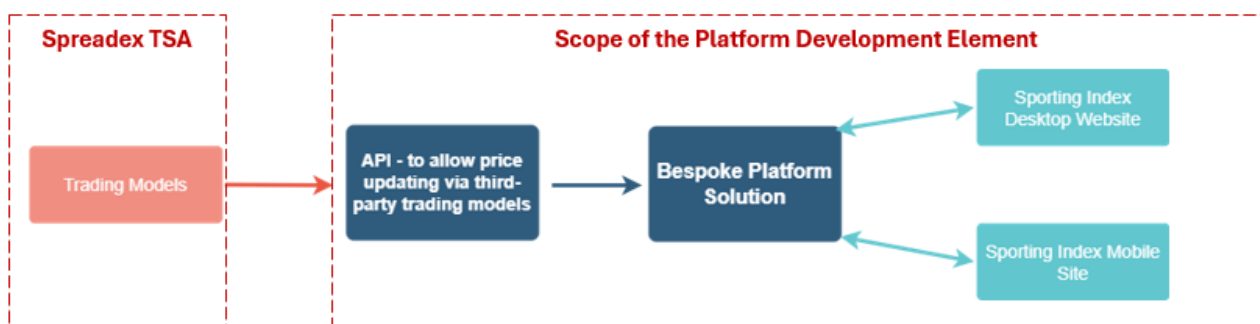 Spreadex TSA
Scope of the Platform Development Element
Trading Models
API - to allow price
updating via third-
party trading models
Bespoke Platform
Solution
Sporting Index
Desktop Website
Sporting Index Mobile
Site